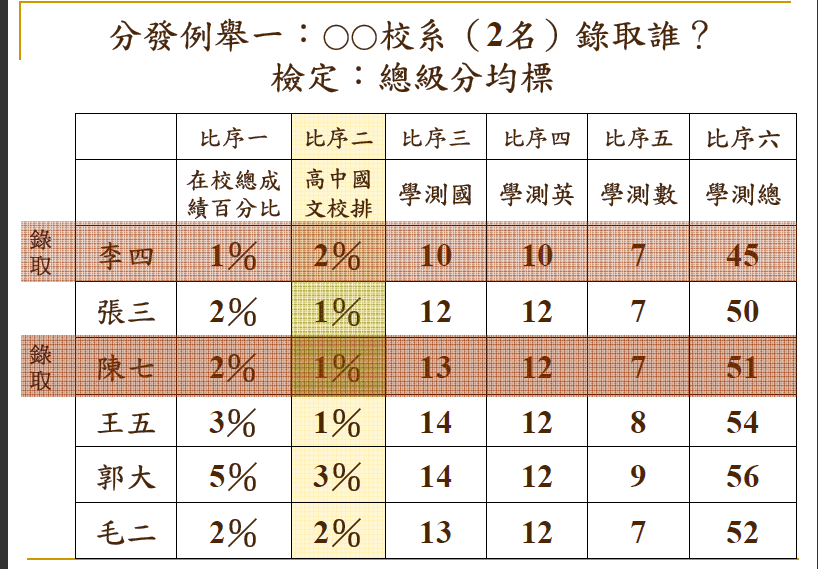 分發例舉一：○○校系（2名）錄取誰？
檢定：總級分均標
比序一 比序二 比序三 比序四 比序五 比序六
在校總成績百分比 高中國文校排 學測國 學測英 學測數 學測總
錄取 李四 1% 2% 10 10 7 45
張三 2% 1% 12 12 7 50
錄取 陳七 2% 1% 13 12 7 51
王五 3% 1% 14 12 8 54
郭大 5% 3% 14 12 9 56
毛二 2% 2% 13 12 7 52